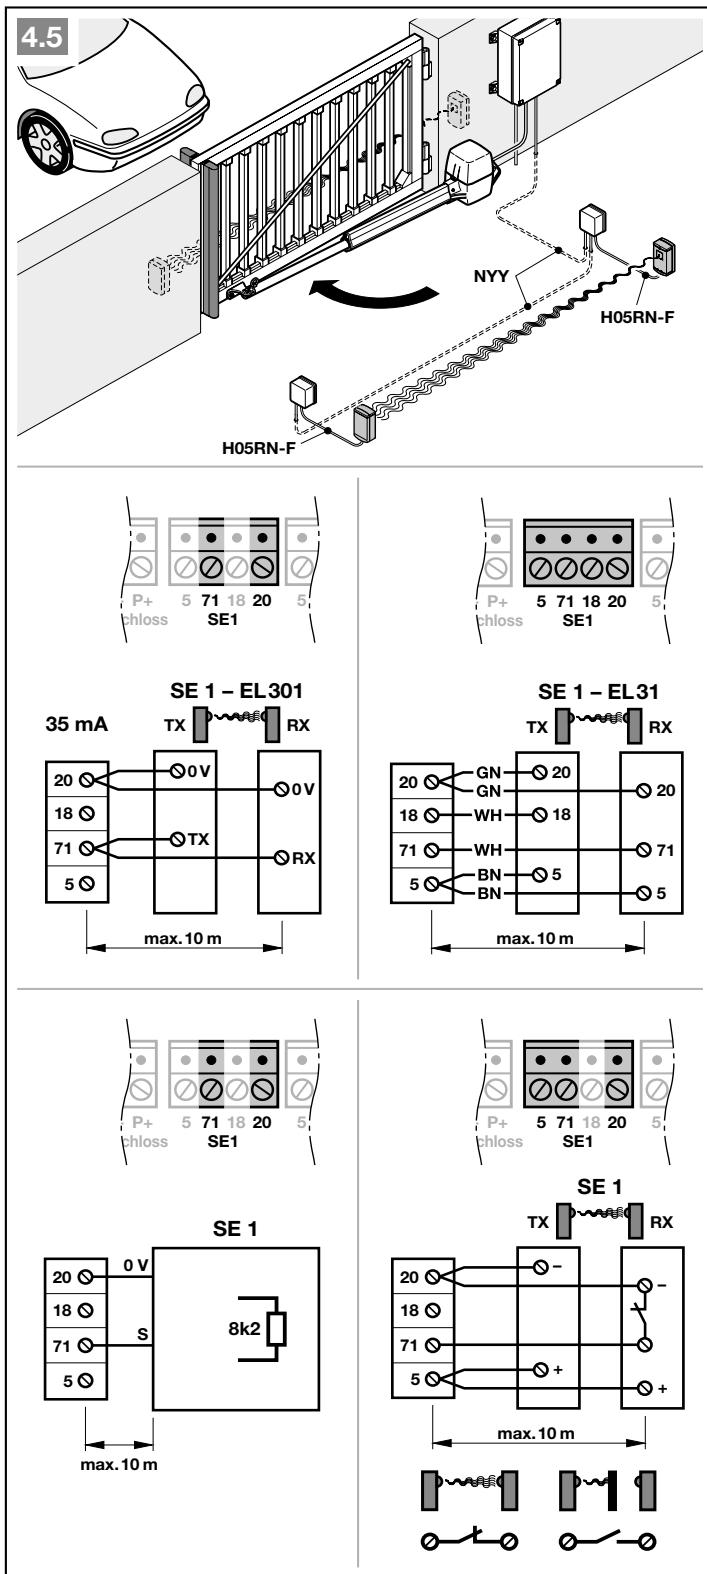 4.5
NYY
H05RN-F
H05RN-F
P+ 5 71 18 20 5
chloss SE1
SE 1 – EL301
35 mA TX RX
20 0 V 0 V
18
71 TX RX
5
max. 10 m
P+ 5 71 18 20 5
chloss SE1
SE 1 – EL31
TX RX
20 GN 20
GN 20
18 WH 18
71 WH 71
5 BN 5
BN 5
max. 10 m
P+ 5 71 18 20 5
chloss SE1
SE 1
20 0 V
18 8k2
71 S
5
max. 10 m
P+ 5 71 18 20 5
chloss SE1
SE 1
TX RX
20 – –
18
71
5 + +
max. 10 m